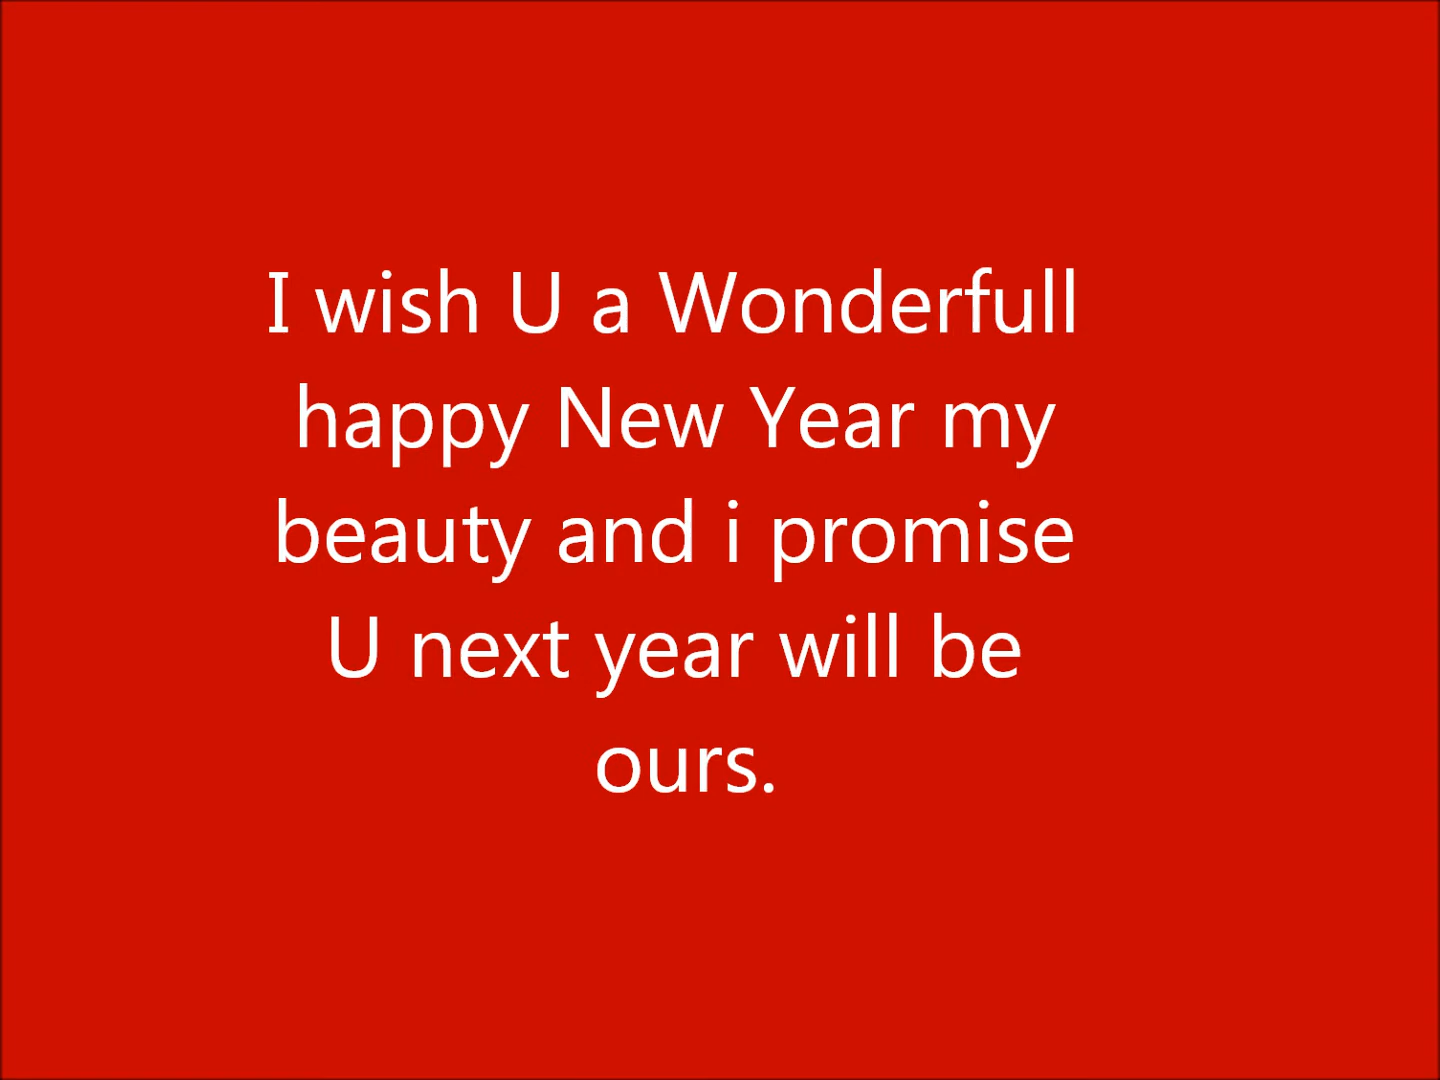 I wish U a Wonderfull
happy New Year my
beauty and i promise
U next year will be
ours.